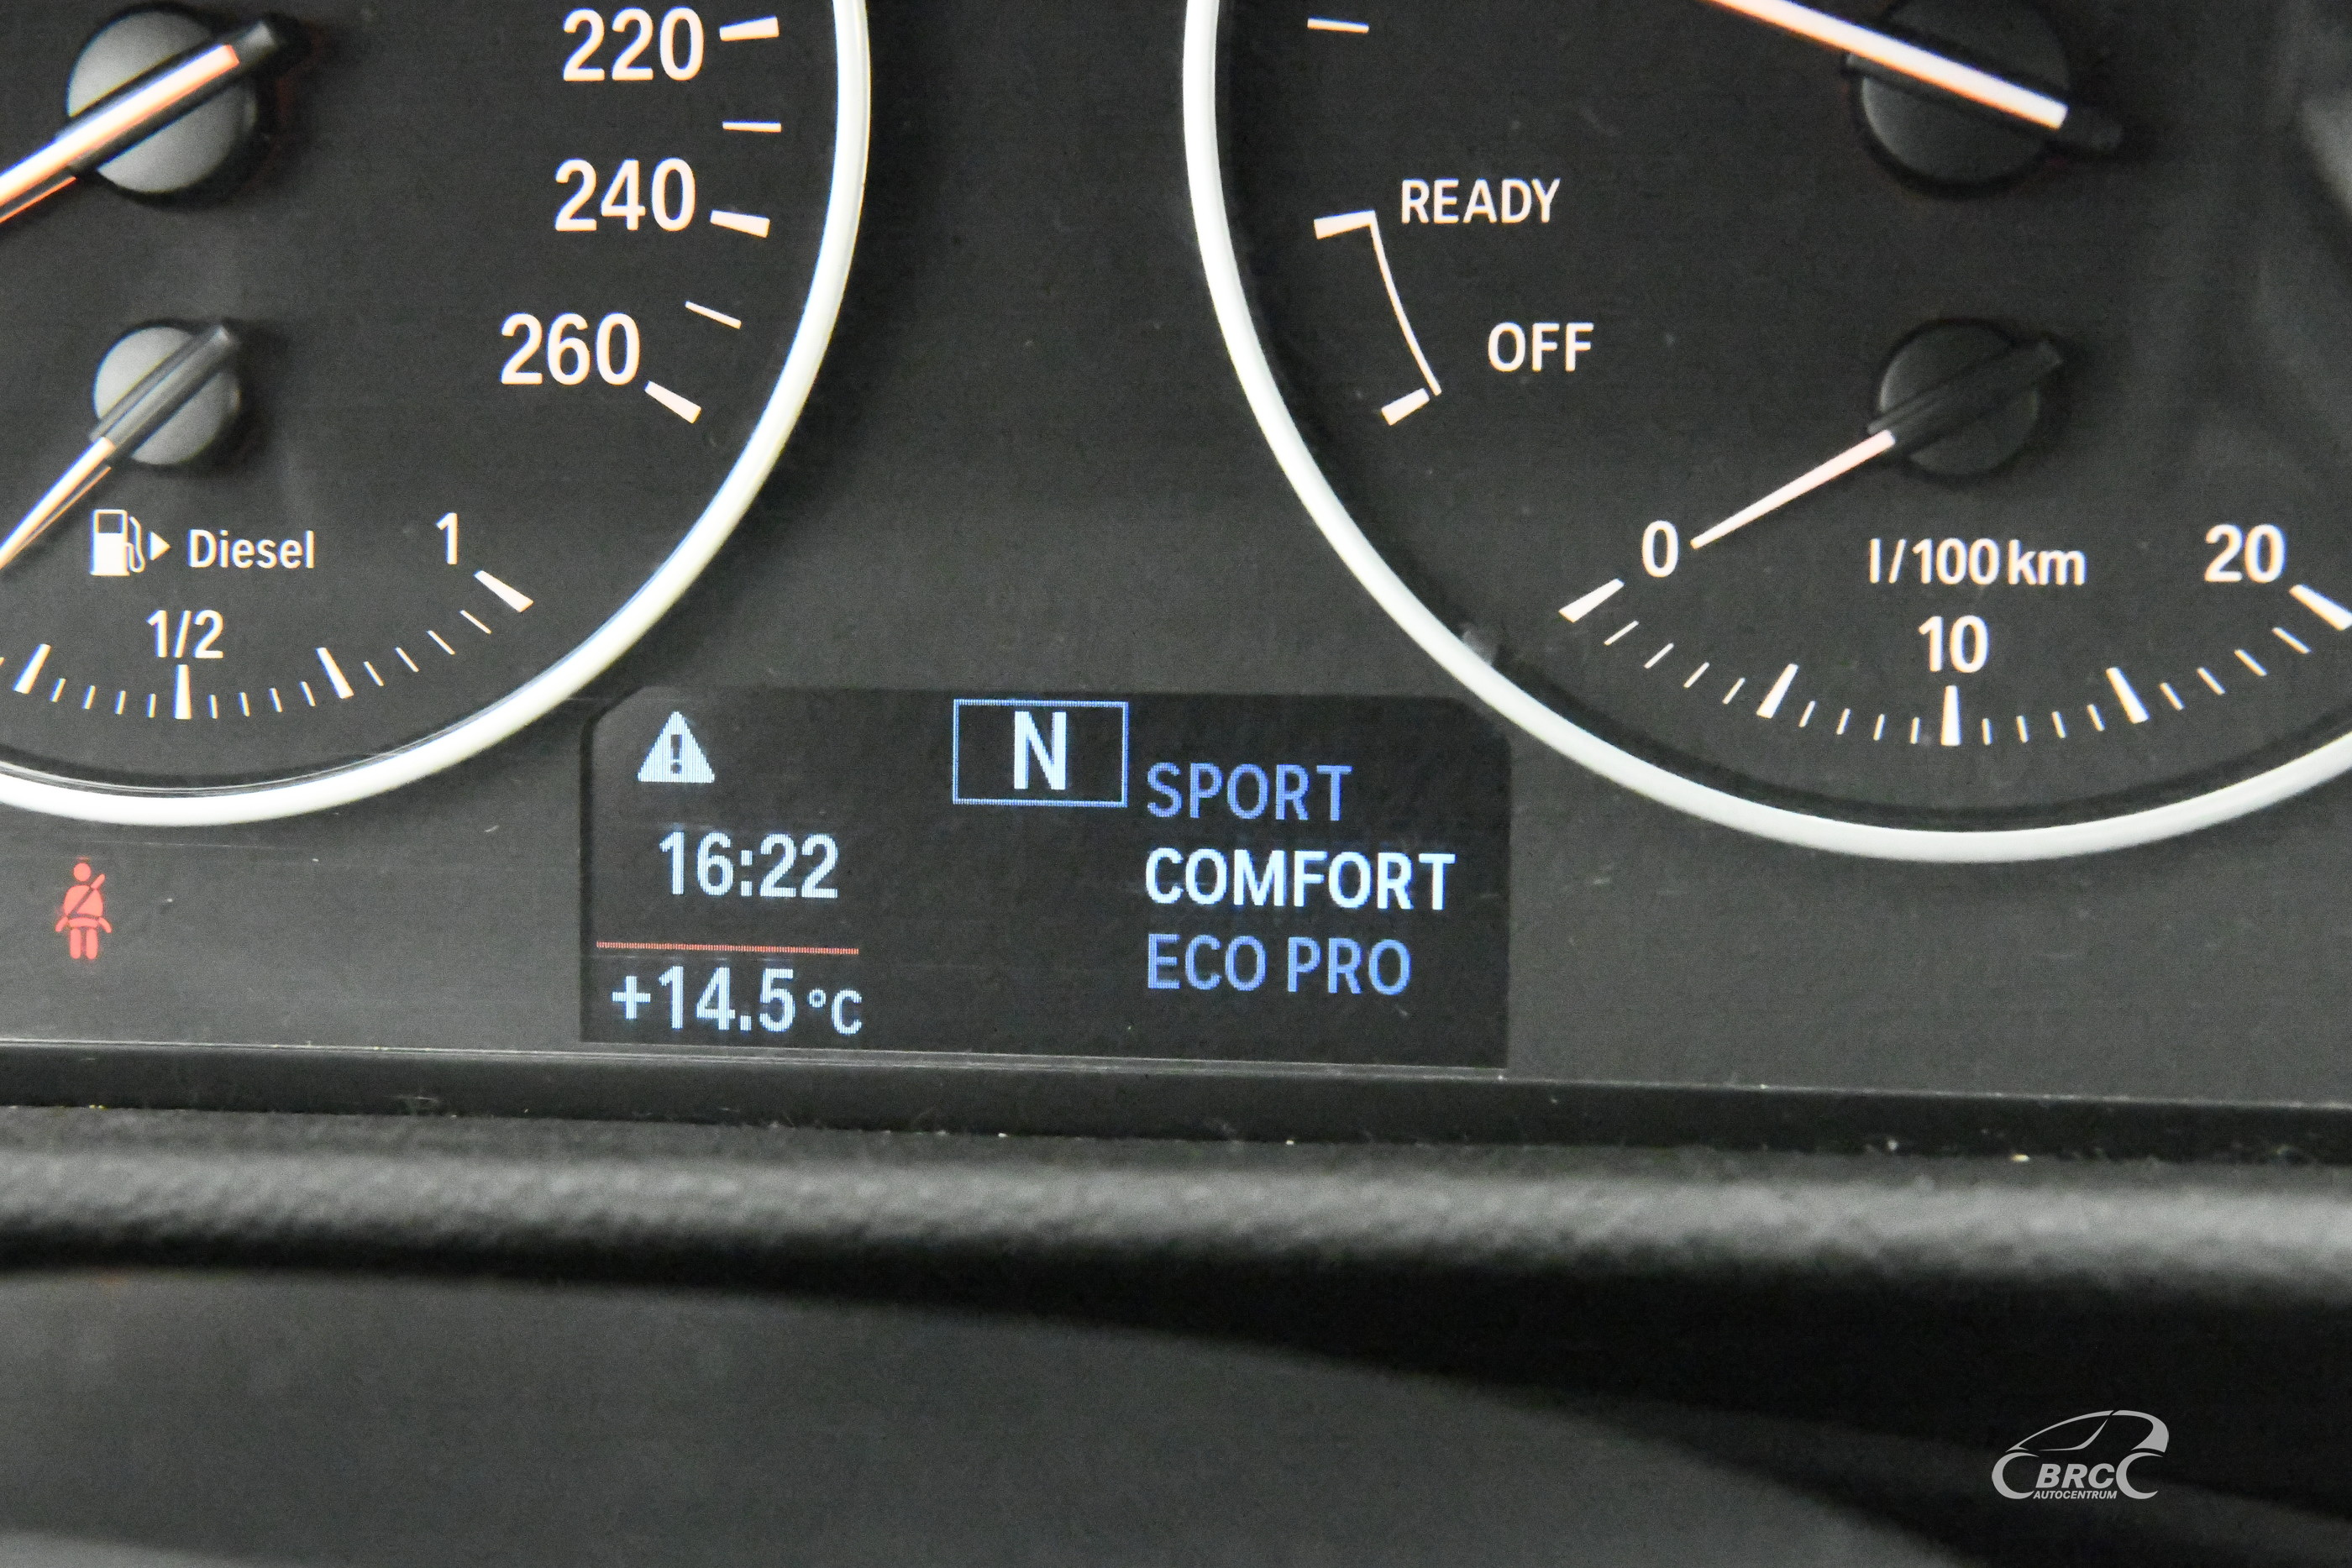 220
240
260
Diesel
1
1/2
READY
OFF
0
l/100km
20
10
N
SPORT
16:22
COMFORT
ECO PRO
+14.5°C
BRC
AUTOCENTRUM